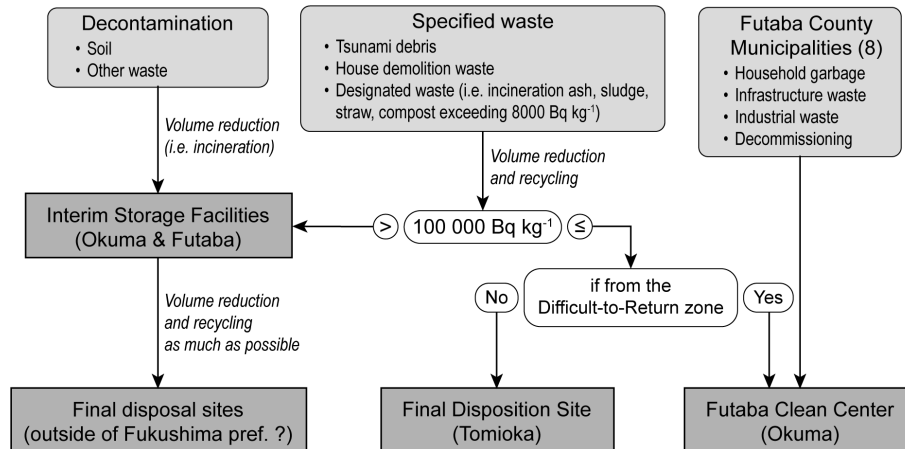 Decontamination
• Soil
• Other waste
Specified waste
• Tsunami debris
• House demolition waste
• Designated waste (i.e. incineration ash, sludge,
straw, compost exceeding 8000 Bq kg⁻¹)
Futaba County
Municipalities (8)
• Household garbage
• Infrastructure waste
• Industrial waste
• Decommissioning
Volume reduction
(i.e. incineration)
Volume reduction
and recycling
Interim Storage Facilities
(Okuma & Futaba)
>
100 000 Bq kg⁻¹
≤
if from the
Difficult-to-Return zone
No
Yes
Volume reduction
and recycling
as much as possible
Final disposal sites
(outside of Fukushima pref. ?)
Final Disposition Site
(Tomioka)
Futaba Clean Center
(Okuma)